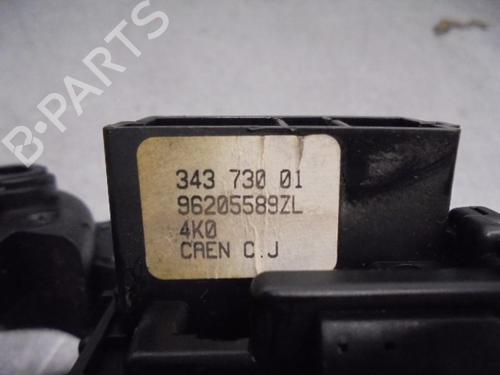 B-PARTS
343 730 01
96205589ZL
4K0
CAEN C.J